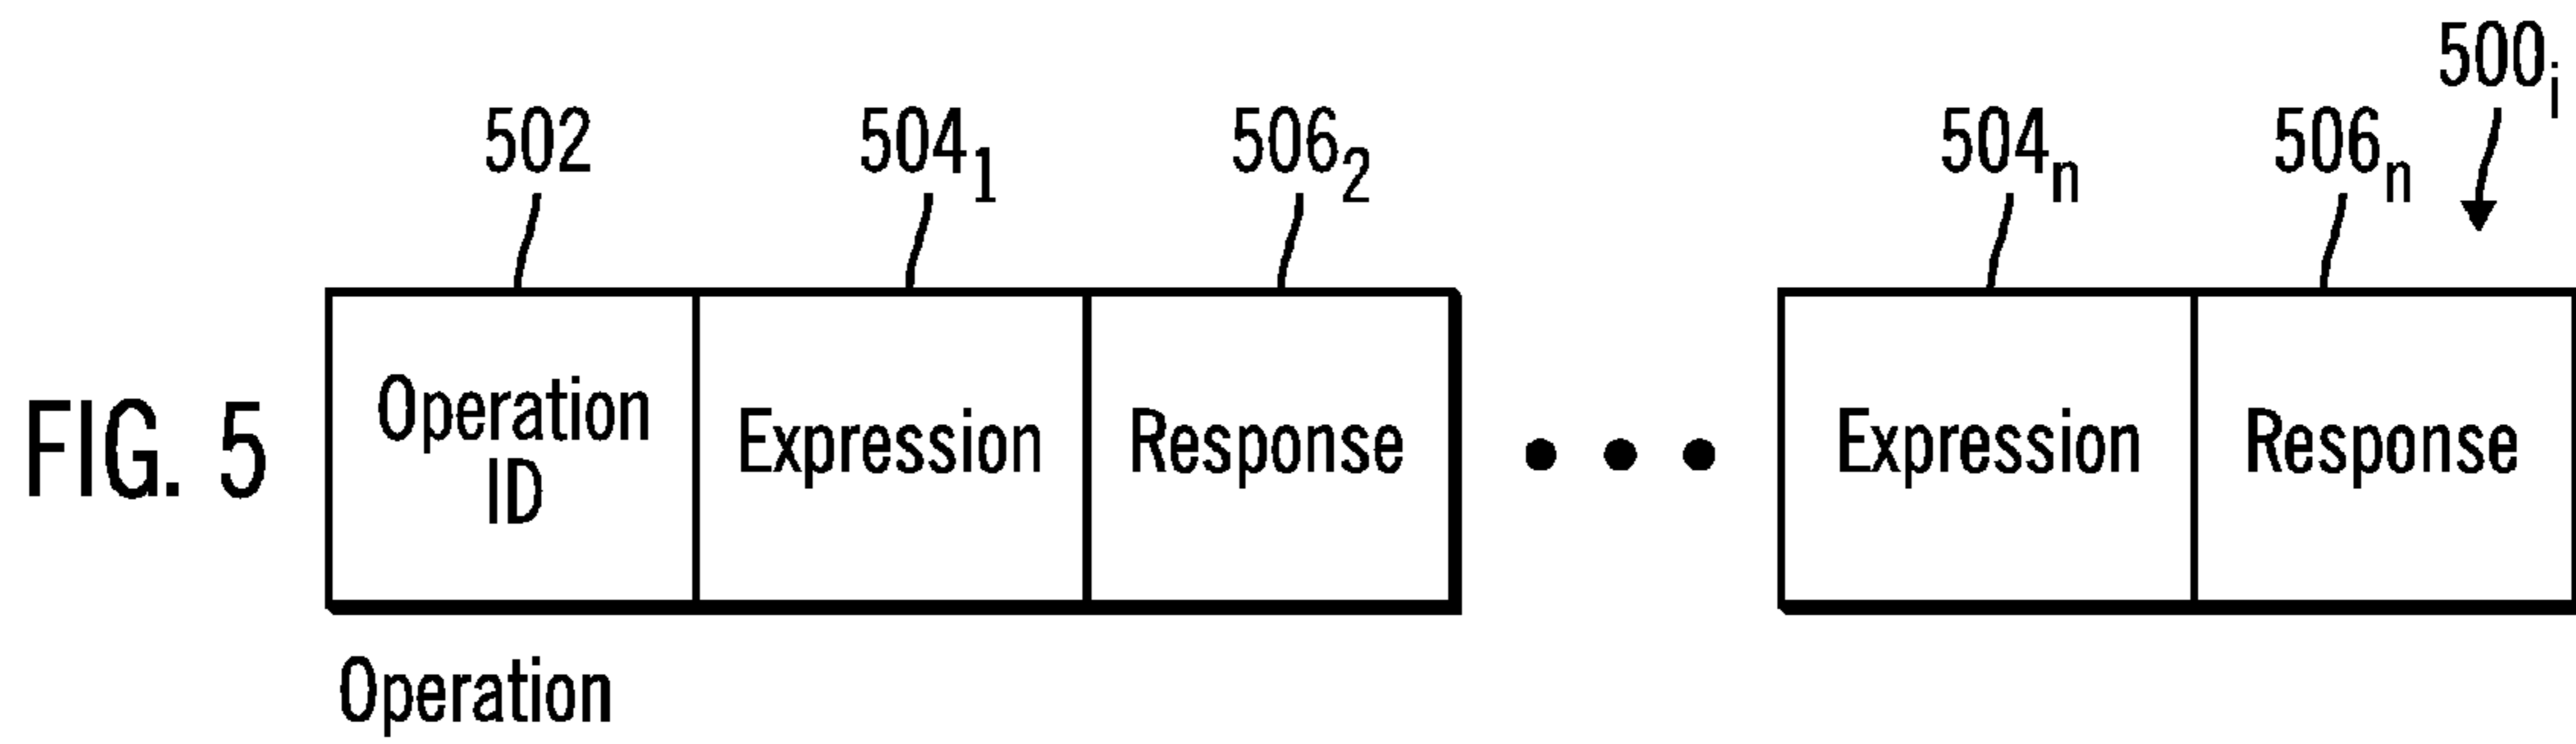 500i
502 504₁ 506₂ 504ₙ 506ₙ
FIG. 5
Operation ID Expression Response • • • Expression Response
Operation